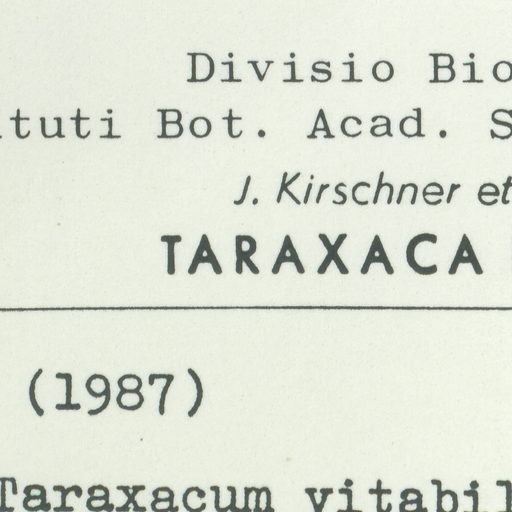 Divisio Bio
tuti Bot. Acad. S
J. Kirschner et
TARAXACA
(1987)
Taraxacum vitabil